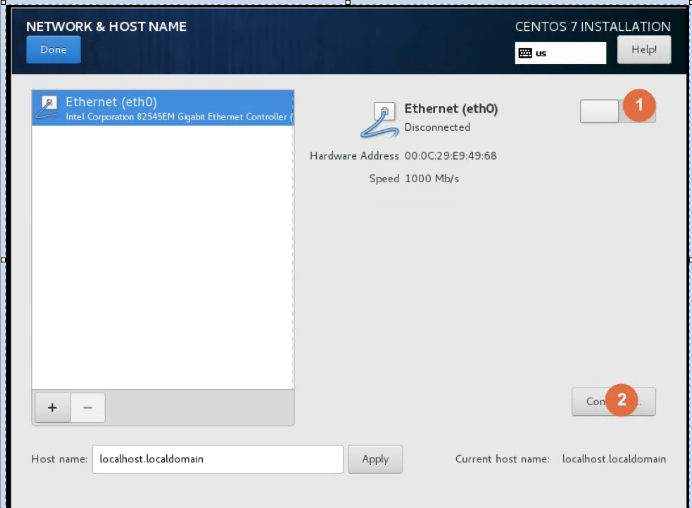 NETWORK & HOST NAME
CENTOS 7 INSTALLATION
Done
us
Help!
Ethernet (eth0)
Intel Corporation 82545EM Gigabit Ethernet Controller (
Ethernet (eth0)
Disconnected
1
Hardware Address 00:0C:29:E9:49:68
Speed 1000 Mb/s
+ −
2
Host name: localhost.localdomain Apply
Current host name: localhost.localdomain